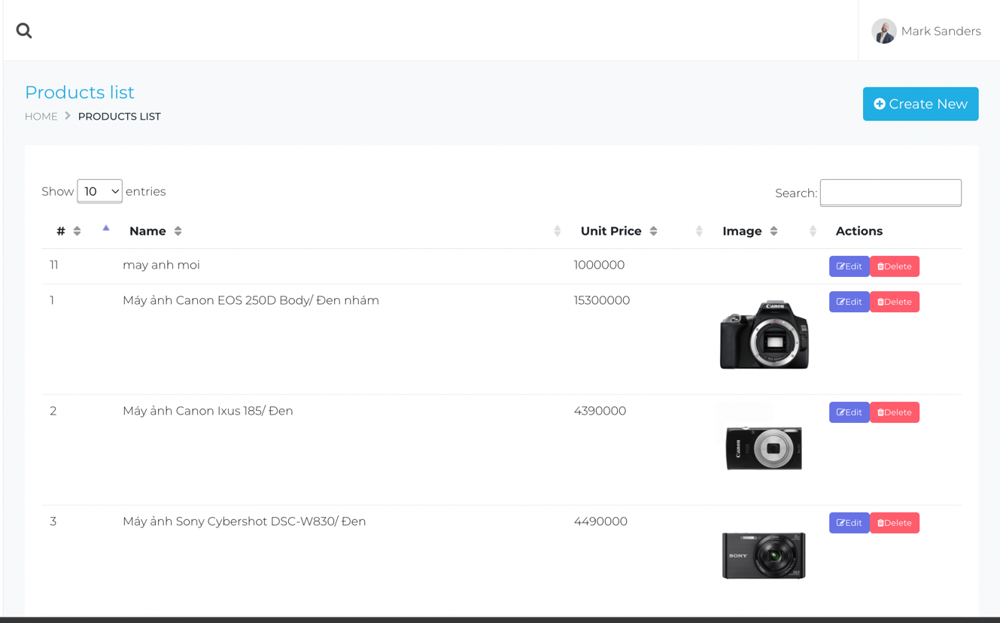 Mark Sanders
Products list
HOME PRODUCTS LIST
Create New
Show 10 entries
Search:
# Name Unit Price Image Actions
11 may anh moi 1000000 Edit Delete
1 Máy ảnh Canon EOS 250D Body/ Đen nhám 15300000 Edit Delete
Canon
2 Máy ảnh Canon Ixus 185/ Đen 4390000 Edit Delete
Canon
3 Máy ảnh Sony Cybershot DSC-W830/ Đen 4490000 Edit Delete
SONY